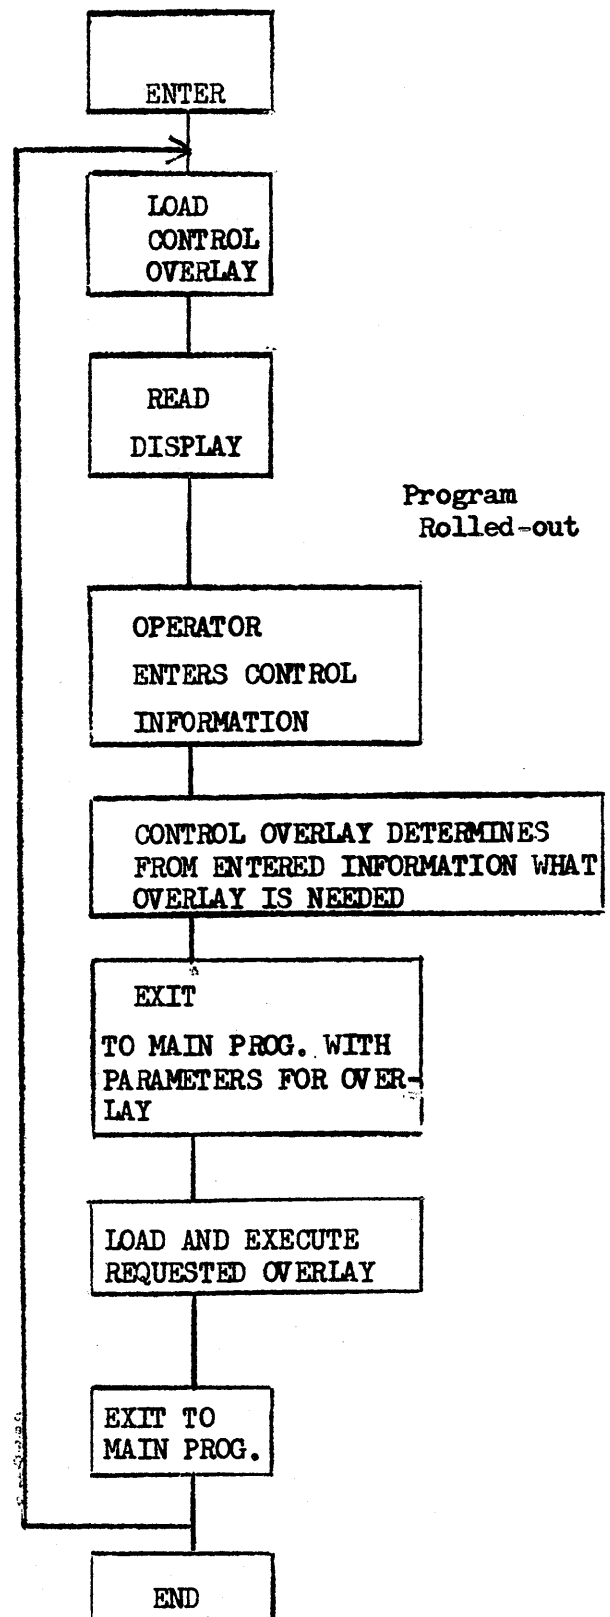 ENTER
LOAD
CONTROL
OVERLAY
READ
DISPLAY
Program
Rolled-out
OPERATOR
ENTERS CONTROL
INFORMATION
CONTROL OVERLAY DETERMINES
FROM ENTERED INFORMATION WHAT
OVERLAY IS NEEDED
EXIT
TO MAIN PROG. WITH
PARAMETERS FOR OVER-
LAY
LOAD AND EXECUTE
REQUESTED OVERLAY
EXIT TO
MAIN PROG.
END